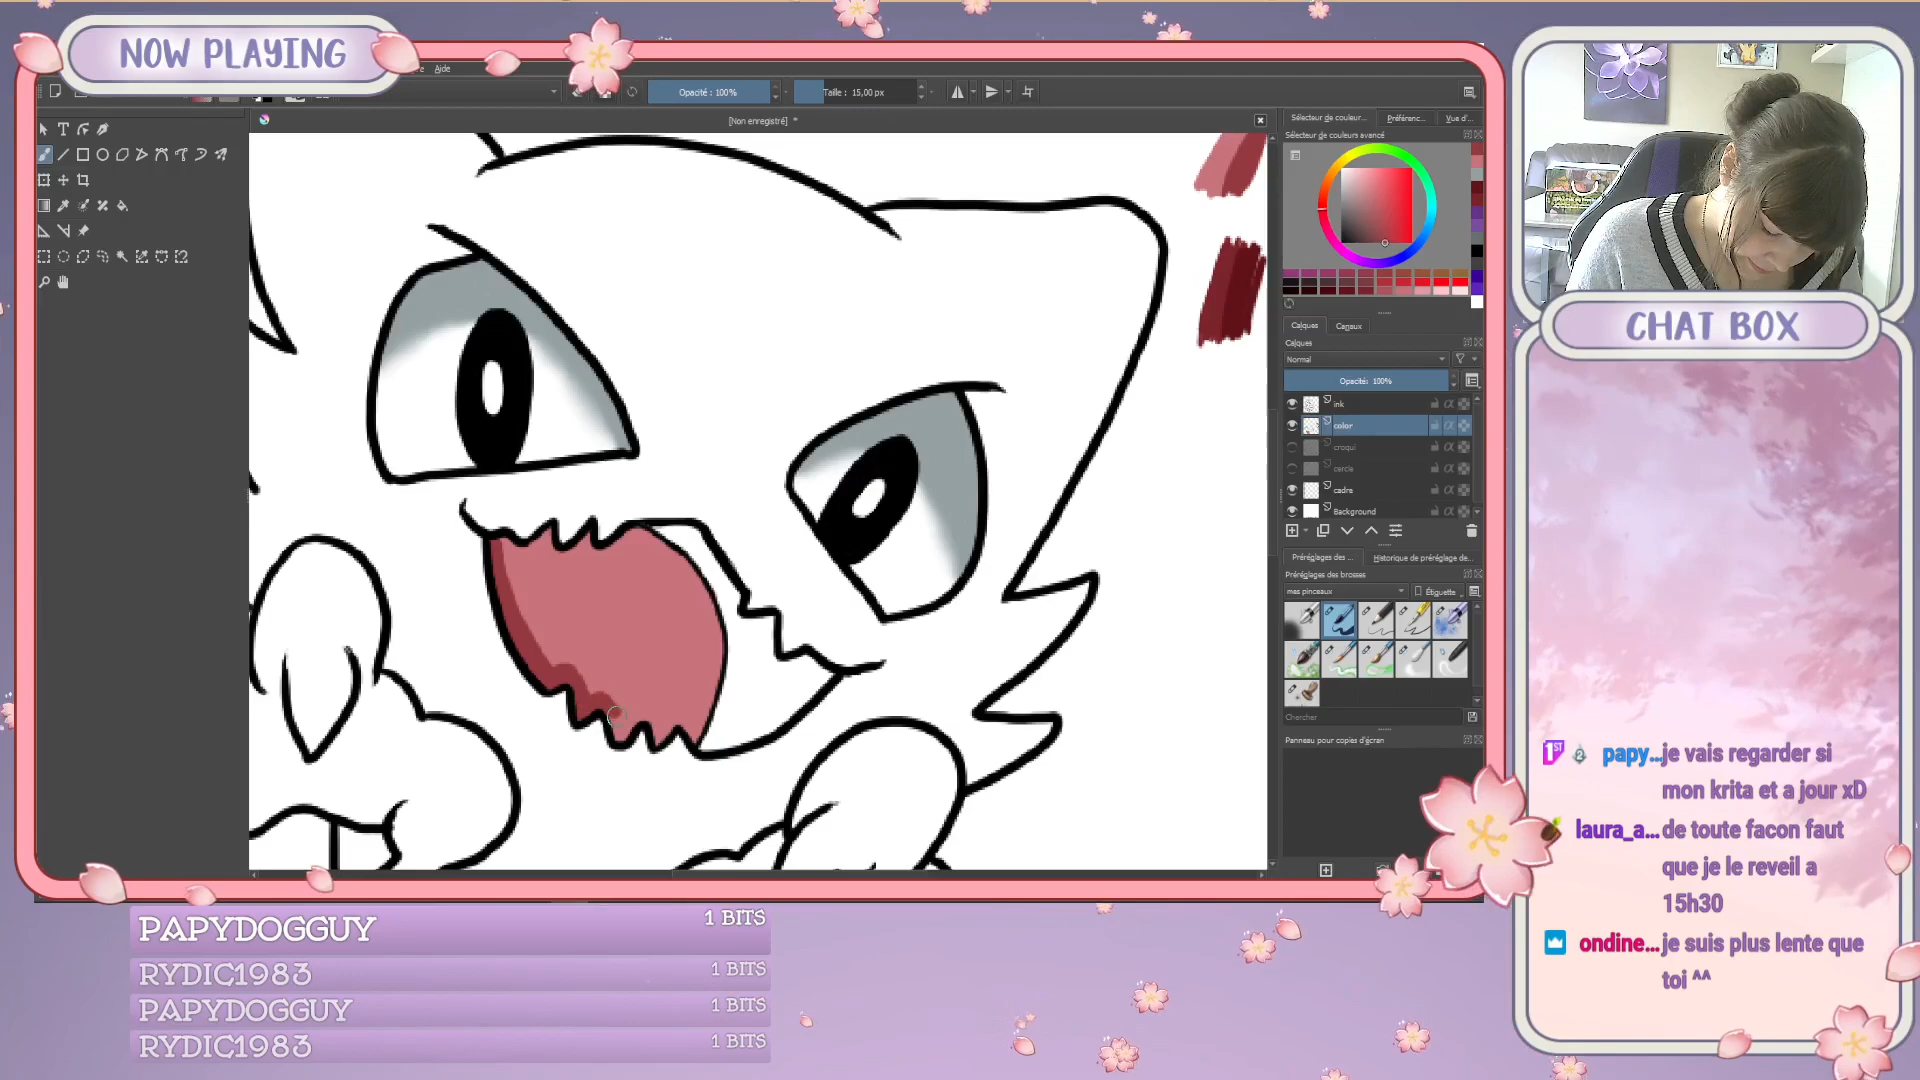 NOW PLAYING
Aide
Opacité : 100%
Taille : 15,00 px
[Non enregistré] *
Sélecteur de couleur...
Préférenc...
Vue d'...
Sélecteur de couleurs avancé
Calques
Canaux
Calques
Normal
Opacité: 100%
ink
color
croqui
cercle
cadre
Background
Préréglages des ...
Historique de préréglage de...
Préréglages des brosses
mes pinceaux
Étiquette
Chercher
Panneau pour copies d'écran
CHAT BOX
papy... je vais regarder si
mon krita et a jour xD
laura_a... de toute facon faut
que je le reveil a
15h30
ondine... je suis plus lente que
toi ^^
PAPYDOGGUY 1 BITS
RYDIC1983 1 BITS
PAPYDOGGUY 1 BITS
RYDIC1983 1 BITS